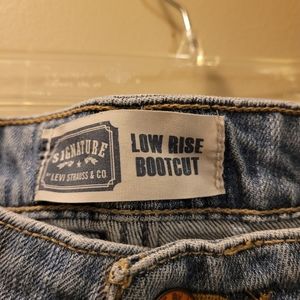 SIGNATURE
LEVI STRAUSS & CO
LOW RISE
BOOTCUT